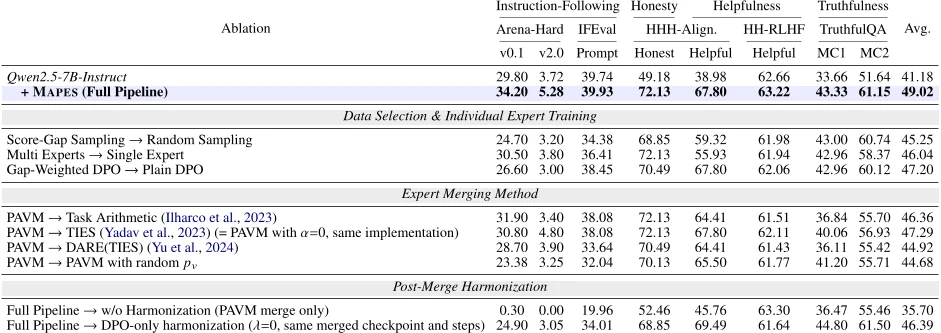 Instruction-Following Honesty Helpfulness Truthfulness
Ablation Arena-Hard IFEval HHH-Align. HH-RLHF TruthfulQA Avg.
v0.1 v2.0 Prompt Honest Helpful Helpful MC1 MC2
Qwen2.5-7B-Instruct 29.80 3.72 39.74 49.18 38.98 62.66 33.66 51.64 41.18
+ MAPES (Full Pipeline) 34.20 5.28 39.93 72.13 67.80 63.22 43.33 61.15 49.02
Data Selection & Individual Expert Training
Score-Gap Sampling → Random Sampling 24.70 3.20 34.38 68.85 59.32 61.98 43.00 60.74 45.25
Multi Experts → Single Expert 30.50 3.80 36.41 72.13 55.93 61.94 42.96 58.37 46.04
Gap-Weighted DPO → Plain DPO 26.60 3.00 38.45 70.49 67.80 62.06 42.96 60.12 47.20
Expert Merging Method
PAVM → Task Arithmetic (Ilharco et al., 2023) 31.90 3.40 38.08 72.13 64.41 61.51 36.84 55.70 46.36
PAVM → TIES (Yadav et al., 2023) (= PAVM with α=0, same implementation) 30.80 4.80 38.08 72.13 67.80 62.11 40.06 56.93 47.29
PAVM → DARE(TIES) (Yu et al., 2024) 28.70 3.90 33.64 70.49 64.41 61.43 36.11 55.42 44.92
PAVM → PAVM with random pᵥ 23.38 3.25 32.04 70.13 65.50 61.77 41.20 55.71 44.68
Post-Merge Harmonization
Full Pipeline → w/o Harmonization (PAVM merge only) 0.30 0.00 19.96 52.46 45.76 63.30 36.47 55.46 35.70
Full Pipeline → DPO-only harmonization (λ=0, same merged checkpoint and steps) 24.90 3.05 34.01 68.85 69.49 61.64 44.80 61.50 46.39